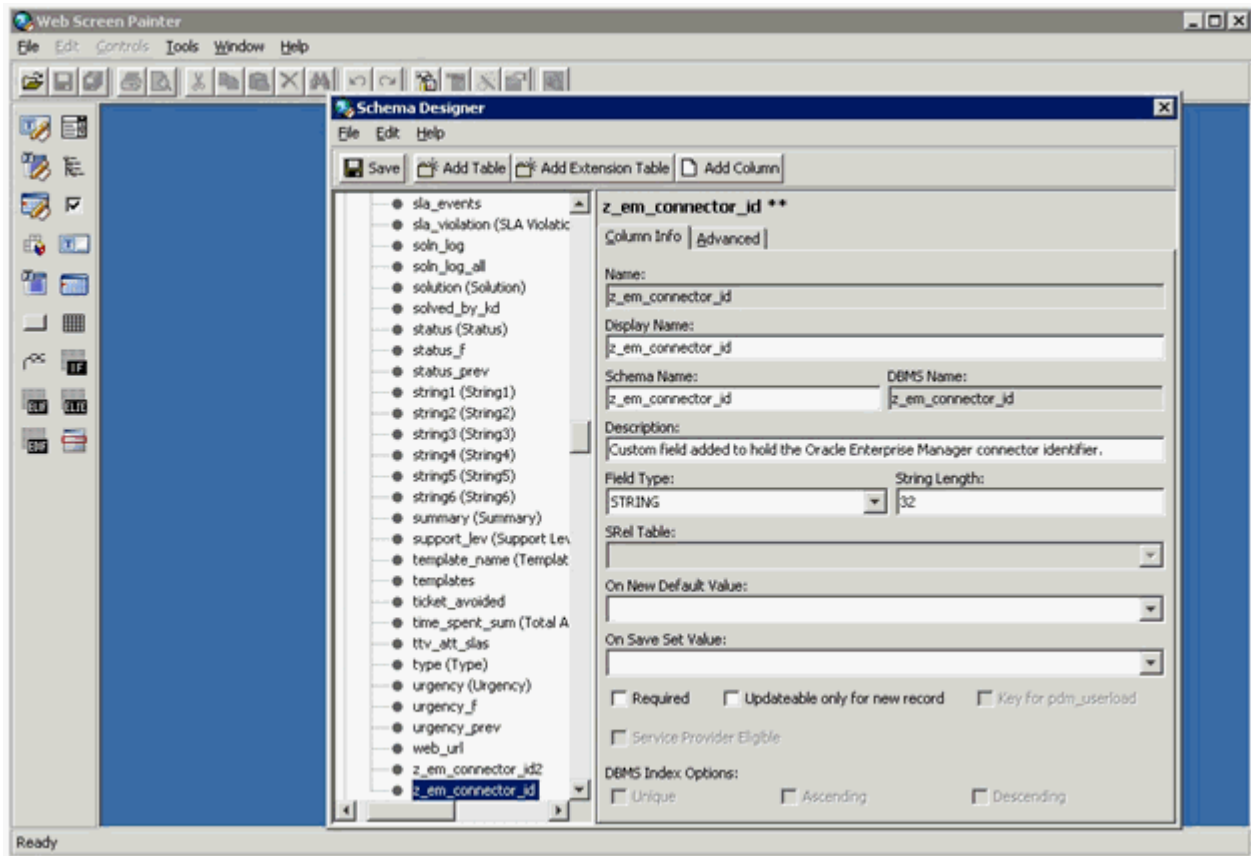 Web Screen Painter
File Edit Controls Tools Window Help
Schema Designer
File Edit Help
Save Add Table Add Extension Table Add Column
sla_events
sla_violation (SLA Violatic
soln_log
soln_log_all
solution (Solution)
solved_by_kd
status (Status)
status_f
status_prev
string1 (String1)
string2 (String2)
string3 (String3)
string4 (String4)
string5 (String5)
string6 (String6)
summary (Summary)
support_lev (Support Lev
template_name (Templat
templates
ticket_avoided
time_spent_sum (Total A
ttv_att_slas
type (Type)
urgency (Urgency)
urgency_f
urgency_prev
web_url
z_em_connector_id2
z_em_connector_id
z_em_connector_id **
Column Info Advanced
Name:
z_em_connector_id
Display Name:
z_em_connector_id
Schema Name: DBMS Name:
z_em_connector_id z_em_connector_id
Description:
Custom field added to hold the Oracle Enterprise Manager connector identifier.
Field Type: String Length:
STRING 32
SRel Table:
On New Default Value:
On Save Set Value:
Required Updateable only for new record Key for pdm_userload
Service Provider Eligible
DBMS Index Options:
Unique Ascending Descending
IF
ELIF ELSE
EDIF
Ready